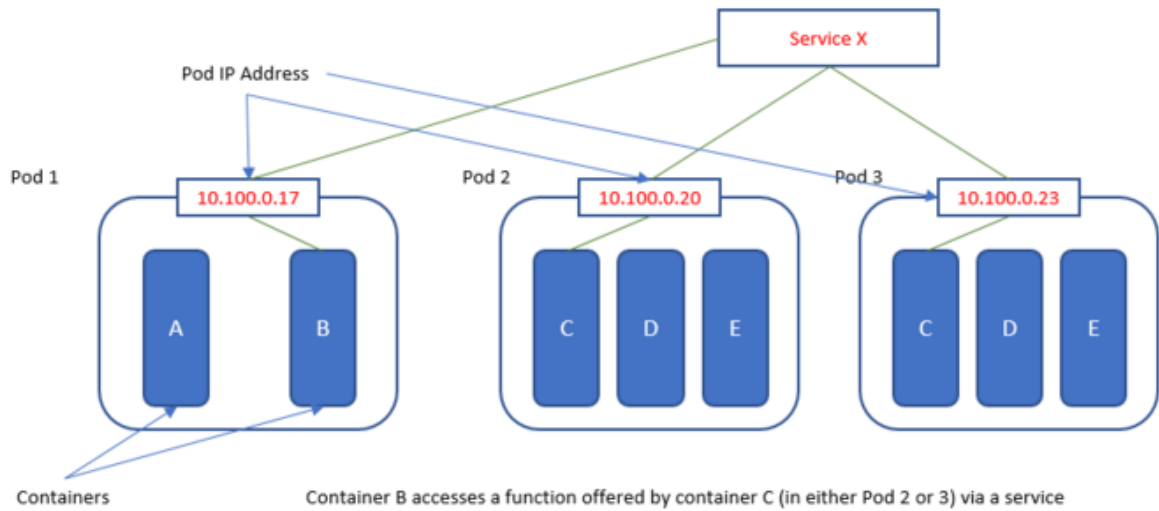 Service X
Pod IP Address
Pod 1
Pod 2
Pod 3
10.100.0.17
10.100.0.20
10.100.0.23
A
B
C
D
E
C
D
E
Containers
Container B accesses a function offered by container C (in either Pod 2 or 3) via a service